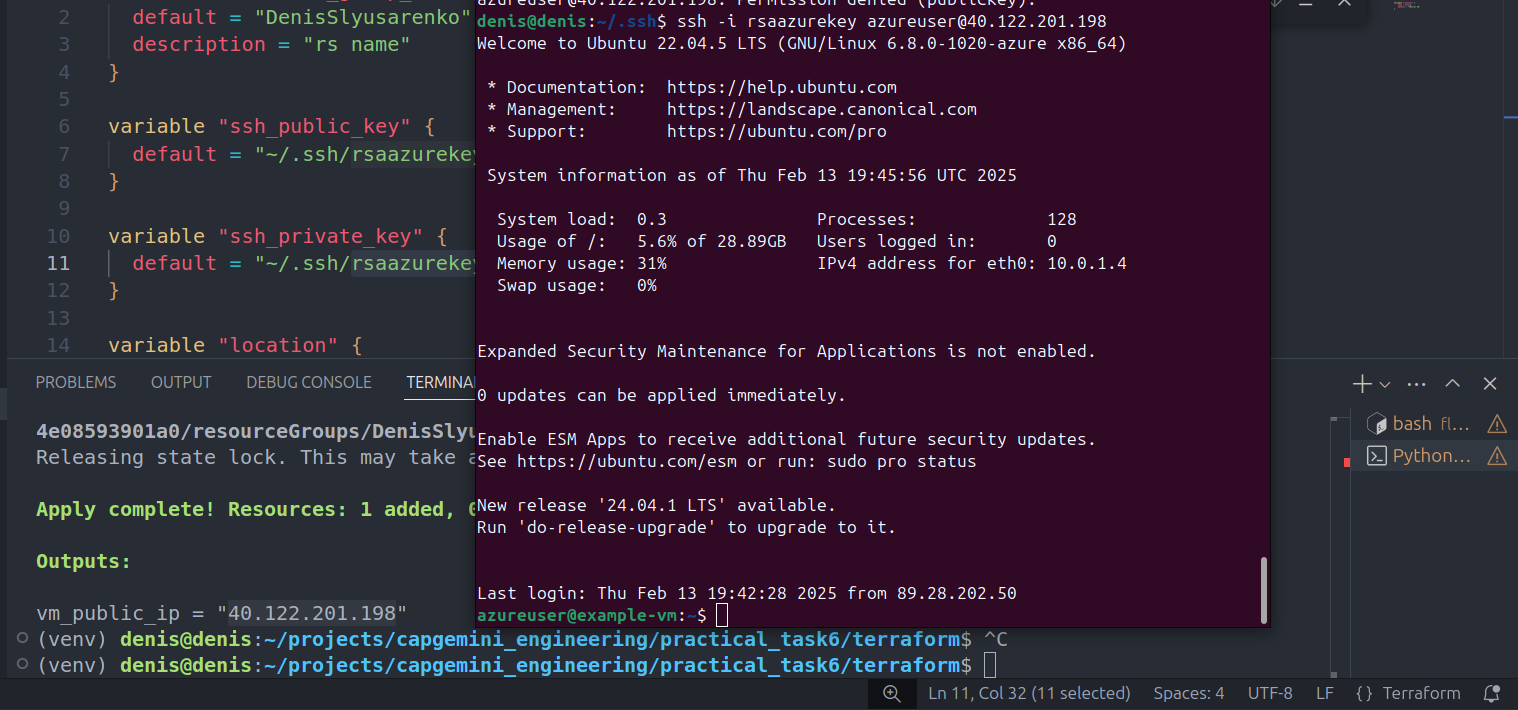 azureuser@40.122.201.198: Permission denied (publickey).
denis@denis:~/.ssh$ ssh -i rsaazurekey azureuser@40.122.201.198
Welcome to Ubuntu 22.04.5 LTS (GNU/Linux 6.8.0-1020-azure x86_64)
* Documentation: https://help.ubuntu.com
* Management: https://landscape.canonical.com
* Support: https://ubuntu.com/pro
System information as of Thu Feb 13 19:45:56 UTC 2025
System load: 0.3 Processes: 128
Usage of /: 5.6% of 28.89GB Users logged in: 0
Memory usage: 31% IPv4 address for eth0: 10.0.1.4
Swap usage: 0%
Expanded Security Maintenance for Applications is not enabled.
0 updates can be applied immediately.
Enable ESM Apps to receive additional future security updates.
See https://ubuntu.com/esm or run: sudo pro status
New release '24.04.1 LTS' available.
Run 'do-release-upgrade' to upgrade to it.
Last login: Thu Feb 13 19:42:28 2025 from 89.28.202.50
azureuser@example-vm:~$
2 default = "DenisSlyusarenko"
3 description = "rs name"
4 }
5
6 variable "ssh_public_key" {
7 default = "~/.ssh/rsaazurekey
8 }
9
10 variable "ssh_private_key" {
11 default = "~/.ssh/rsaazurekey
12 }
13
14 variable "location" {
PROBLEMS OUTPUT DEBUG CONSOLE TERMINA
4e08593901a0/resourceGroups/DenisSlyu
Releasing state lock. This may take a
Apply complete! Resources: 1 added, 0
Outputs:
vm_public_ip = "40.122.201.198"
(venv) denis@denis:~/projects/capgemini_engineering/practical_task6/terraform$ ^C
(venv) denis@denis:~/projects/capgemini_engineering/practical_task6/terraform$
bash fl...
Python...
Ln 11, Col 32 (11 selected) Spaces: 4 UTF-8 LF {} Terraform